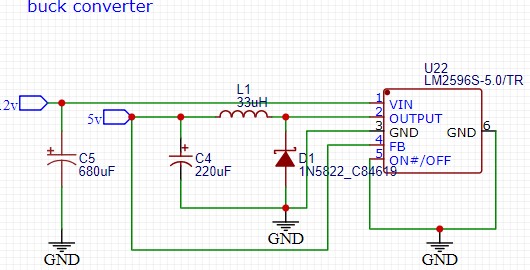 buck converter
U22
LM2596S-5.0/TR
L1
33uH
2v
5v
1 VIN
2 OUTPUT
3 GND GND 6
4 FB
5 ON#/OFF
C5
680uF
C4
220uF
D1
1N5822_C84619
GND
GND
GND